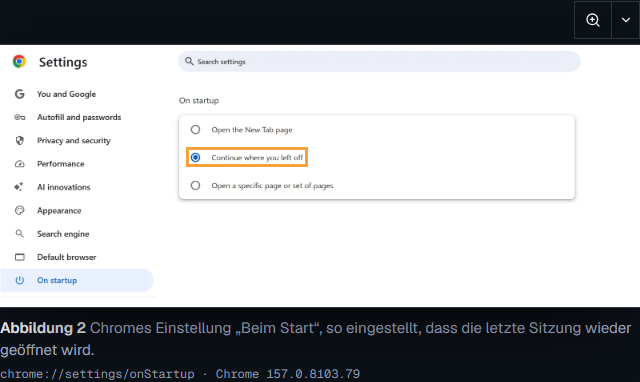 Settings
Search settings
You and Google
Autofill and passwords
Privacy and security
Performance
AI innovations
Appearance
Search engine
Default browser
On startup
On startup
Open the New Tab page
Continue where you left off
Open a specific page or set of pages
Abbildung 2 Chromes Einstellung „Beim Start“, so eingestellt, dass die letzte Sitzung wieder
geöffnet wird.
chrome://settings/onStartup · Chrome 157.0.8103.79